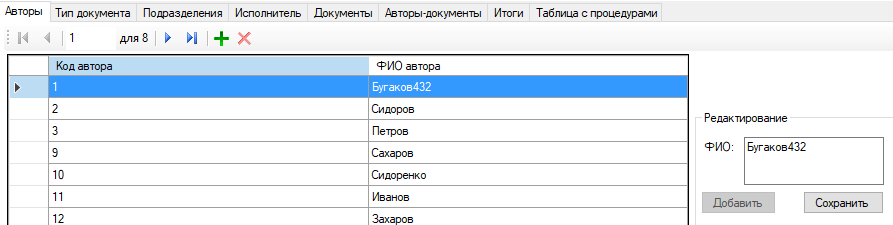 Авторы Тип документа Подразделения Исполнитель Документы Авторы-документы Итоги Таблица с процедурами
1 для 8
Код автора ФИО автора
1 Бугаков432
2 Сидоров
3 Петров
9 Сахаров
10 Сидоренко
11 Иванов
12 Захаров
Редактирование
ФИО: Бугаков432
Добавить Сохранить